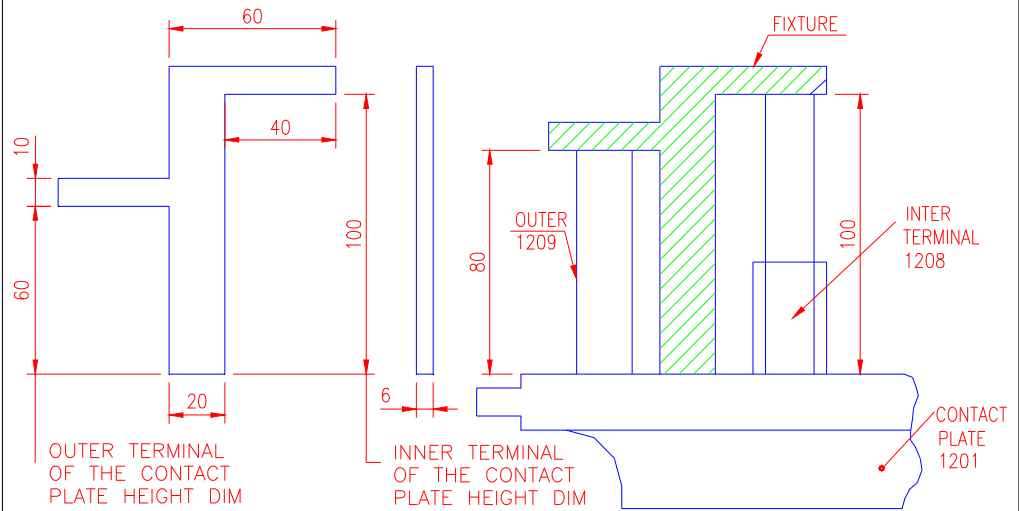 60
FIXTURE
40
10
100
60
OUTER
1209
80
100
INTER
TERMINAL
1208
20
6
OUTER TERMINAL
OF THE CONTACT
PLATE HEIGHT DIM
INNER TERMINAL
OF THE CONTACT
PLATE HEIGHT DIM
CONTACT
PLATE
1201